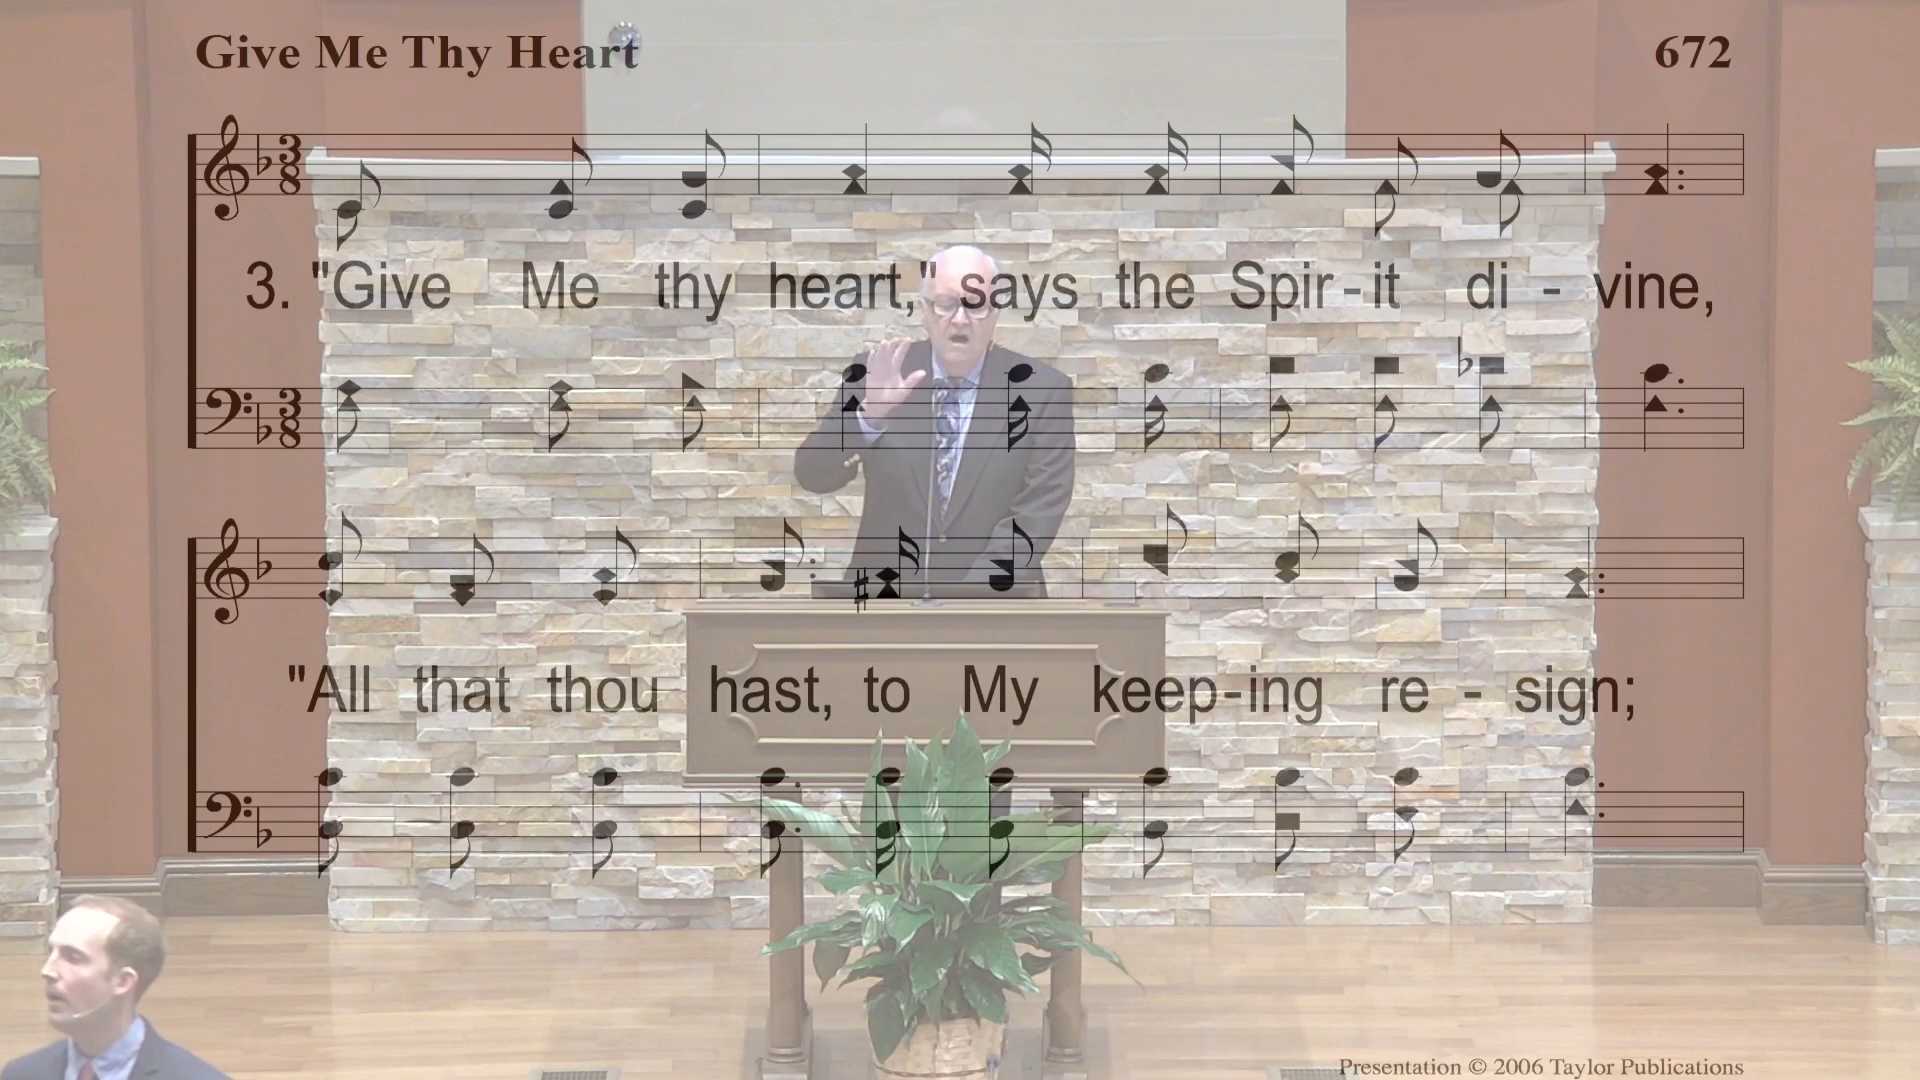 Give Me Thy Heart 672
3. "Give Me thy heart," says the Spir-it di - vine,
"All that thou hast, to My keep-ing re - sign;
Presentation © 2006 Taylor Publications